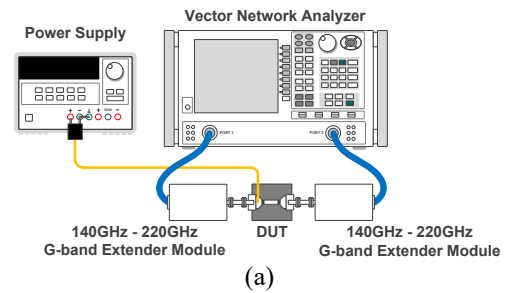 Vector Network Analyzer
Power Supply
PORT 1
PORT 2
140GHz - 220GHz
G-band Extender Module
DUT
140GHz - 220GHz
G-band Extender Module
(a)